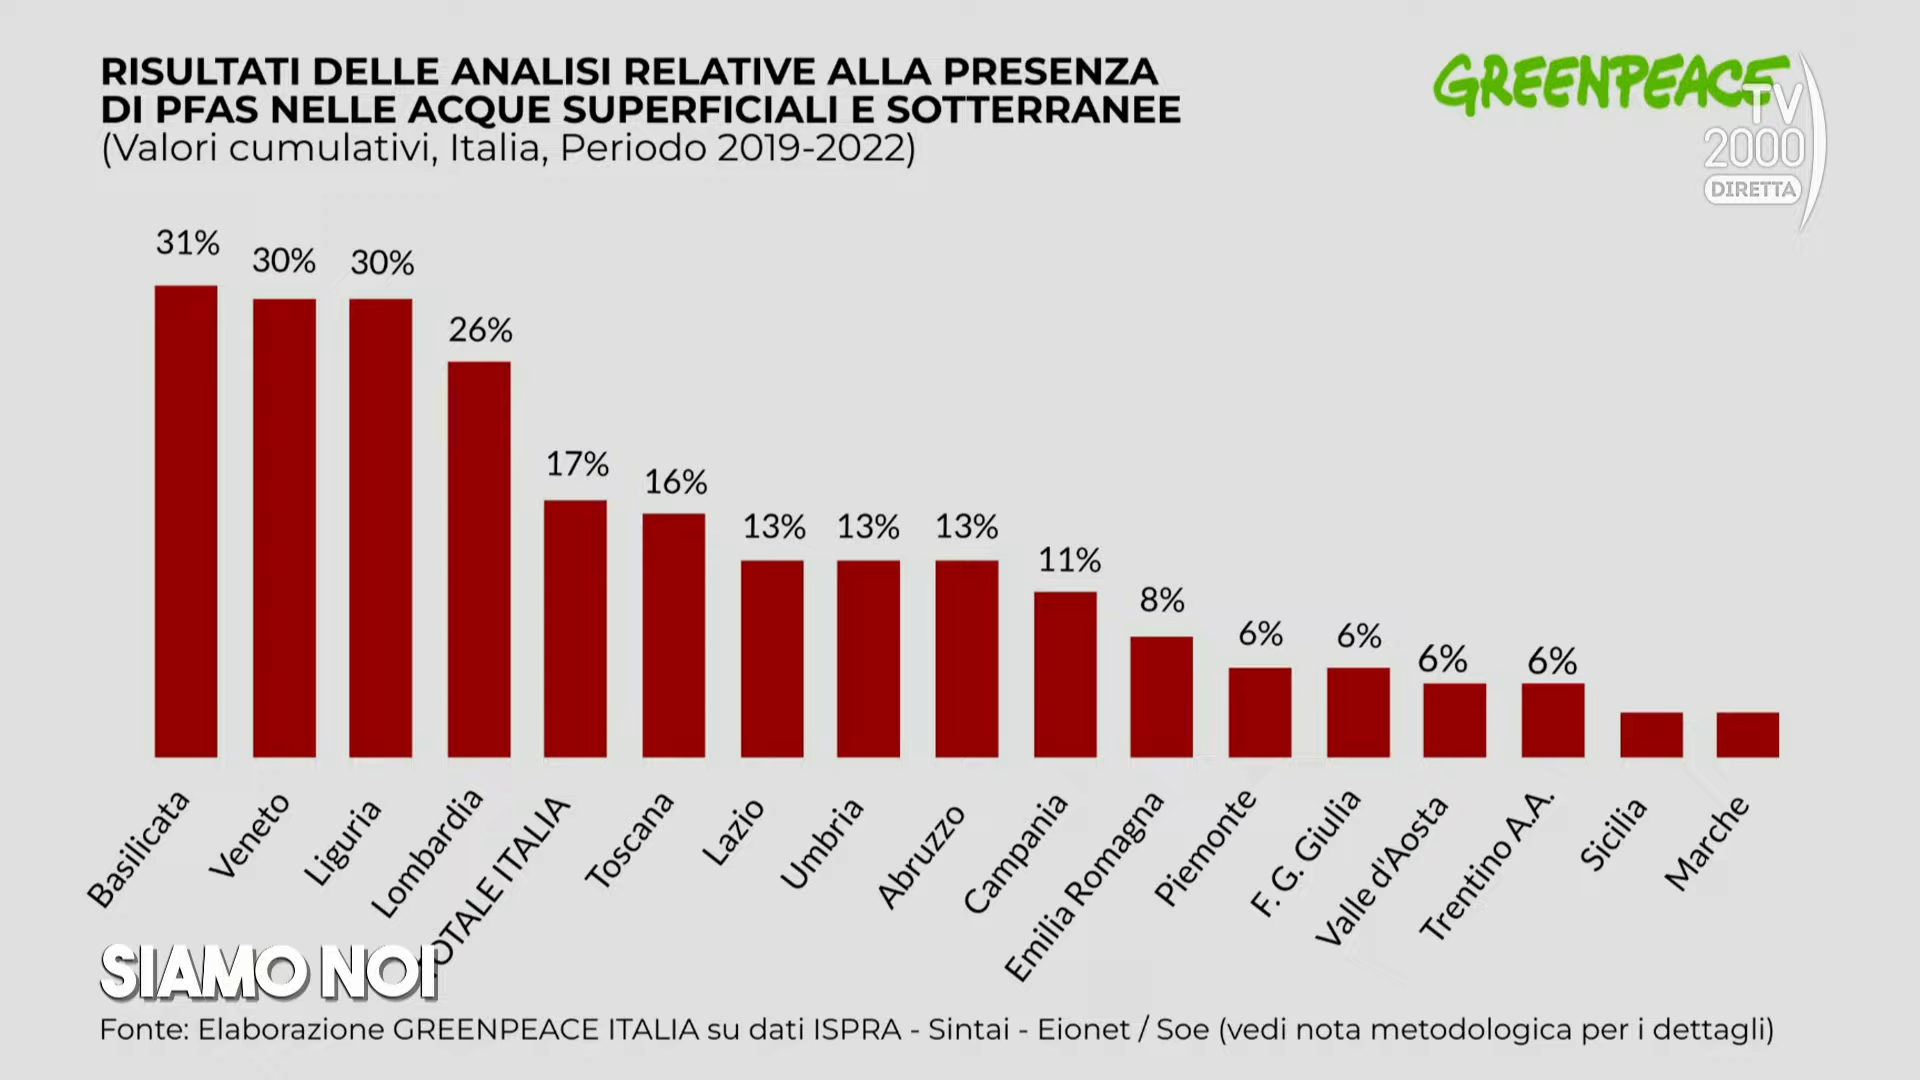 RISULTATI DELLE ANALISI RELATIVE ALLA PRESENZA
DI PFAS NELLE ACQUE SUPERFICIALI E SOTTERRANEE
(Valori cumulativi, Italia, Periodo 2019-2022)
GREENPEACE
TV
2000
DIRETTA
31%
30%
30%
26%
17%
16%
13%
13%
13%
11%
8%
6%
6%
6%
6%
Basilicata
Veneto
Liguria
Lombardia
TOTALE ITALIA
Toscana
Lazio
Umbria
Abruzzo
Campania
Emilia Romagna
Piemonte
F. G. Giulia
Valle d'Aosta
Trentino A.A.
Sicilia
Marche
SIAMO NOI
Fonte: Elaborazione GREENPEACE ITALIA su dati ISPRA - Sintai - Eionet / Soe (vedi nota metodologica per i dettagli)